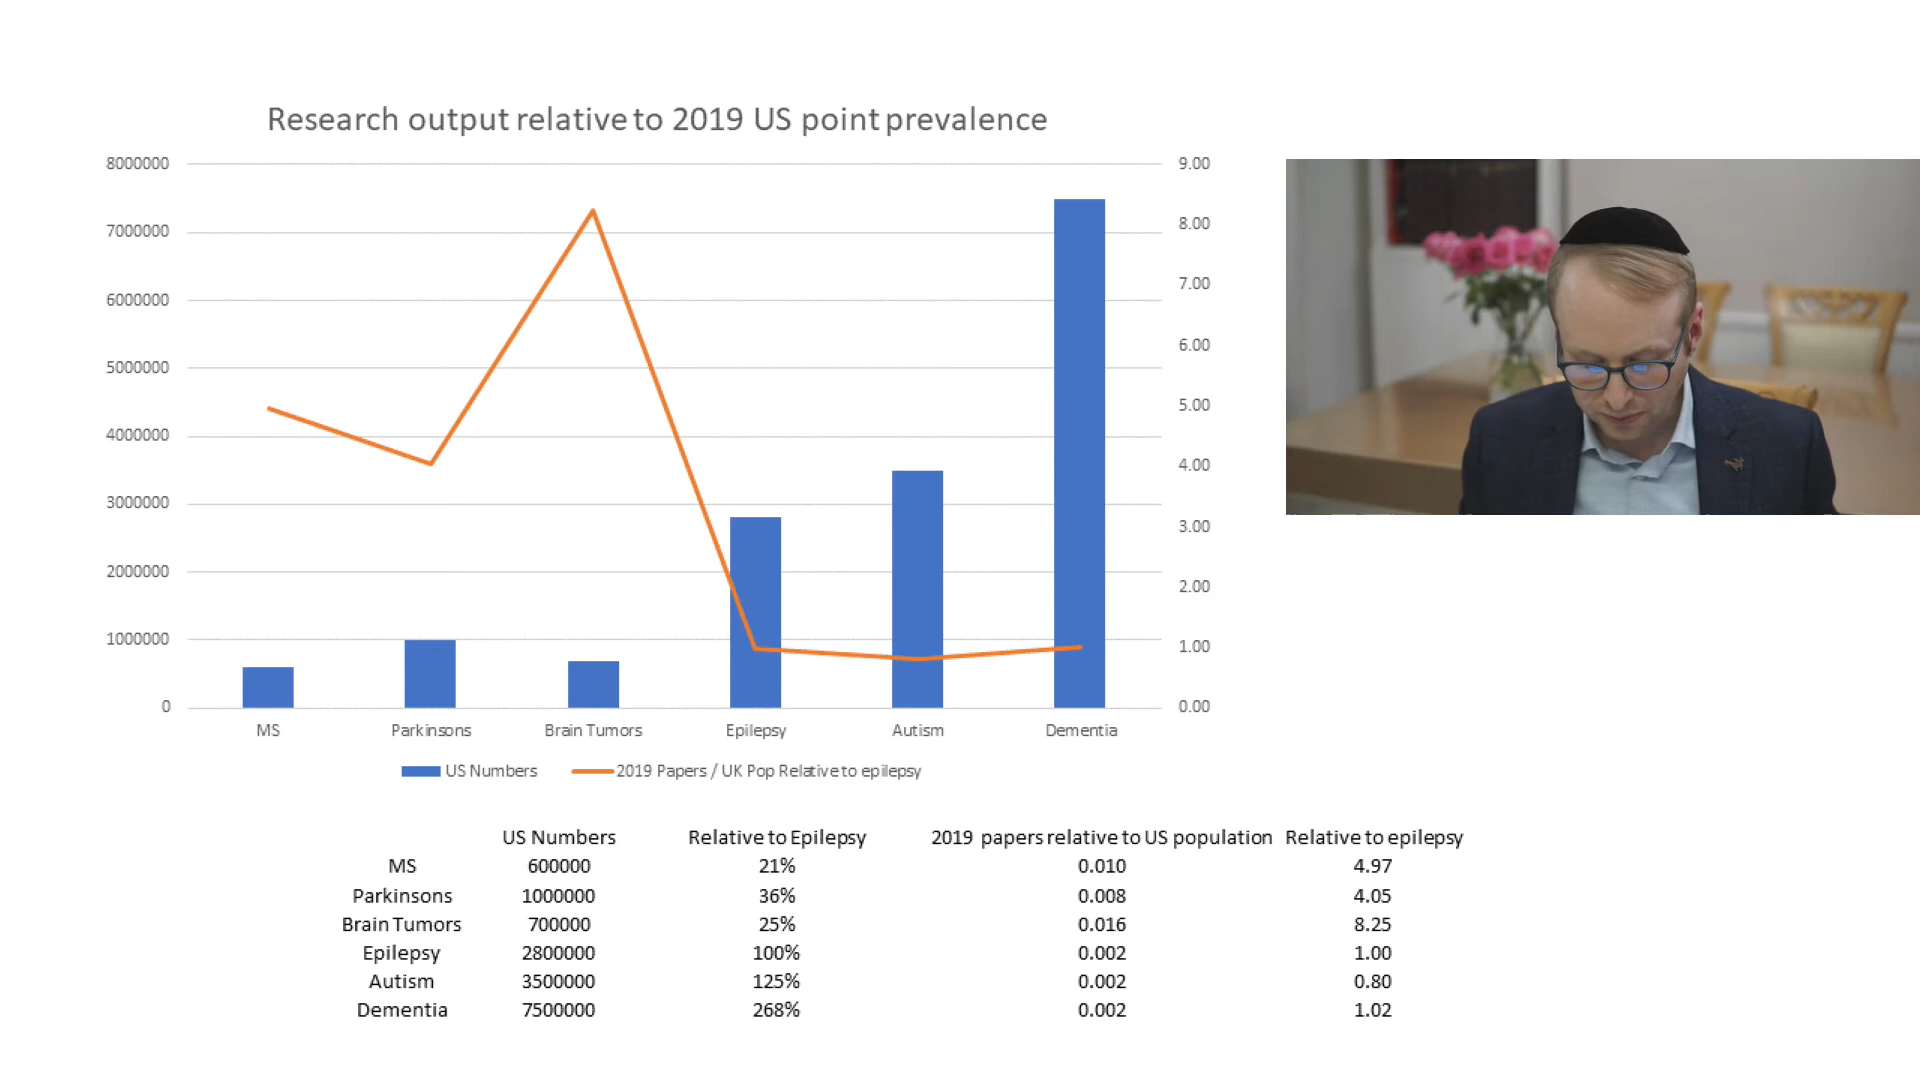 Research output relative to 2019 US point prevalence
8000000
7000000
6000000
5000000
4000000
3000000
2000000
1000000
0
9.00
8.00
7.00
6.00
5.00
4.00
3.00
2.00
1.00
0.00
MS Parkinsons Brain Tumors Epilepsy Autism Dementia
US Numbers 2019 Papers / UK Pop Relative to epilepsy
US Numbers Relative to Epilepsy 2019 papers relative to US population Relative to epilepsy
MS 600000 21% 0.010 4.97
Parkinsons 1000000 36% 0.008 4.05
Brain Tumors 700000 25% 0.016 8.25
Epilepsy 2800000 100% 0.002 1.00
Autism 3500000 125% 0.002 0.80
Dementia 7500000 268% 0.002 1.02